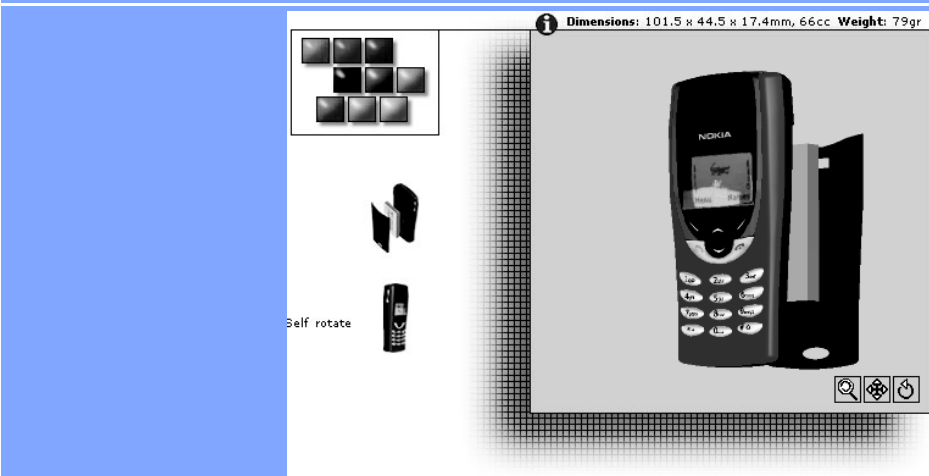 Dimensions: 101.5 x 44.5 x 17.4mm, 66cc Weight: 79gr
NOKIA
Menu
Self rotate